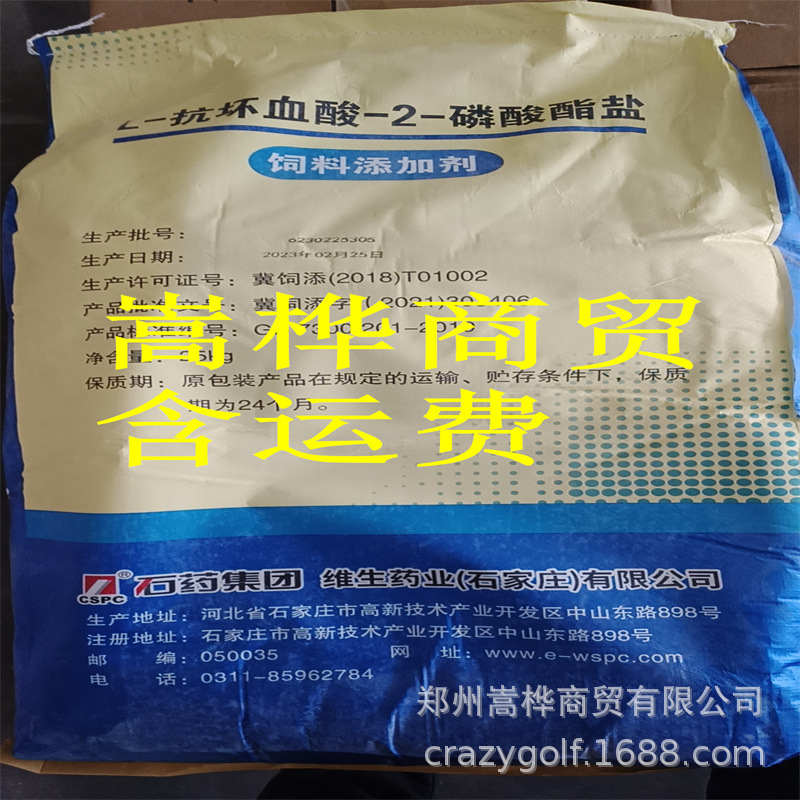 -抗坏血酸-2-磷酸酯盐
饲料添加剂
生产批号: 6230225305
生产日期: 2023年02月25日
生产许可证号: 冀饲添(2018)T01002
嵩桦商贸
保质期: 原包装产品在规定的运输、贮存条件下,保质
期为24个月。
含运费
CSPC ® 石药集团 维生药业(石家庄)有限公司
生产地址: 河北省石家庄市高新技术产业开发区中山东路898号
注册地址: 石家庄市高新技术产业开发区中山东路898号
邮 编: 050035 网 址: www.e-wspc.com
电 话: 0311-85962784
郑州嵩桦商贸有限公司
crazygolf.1688.com